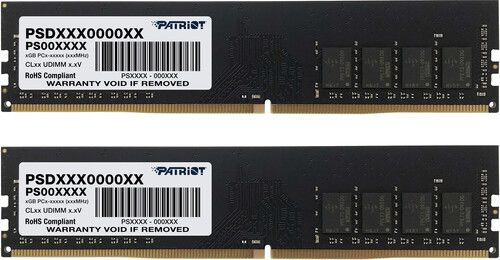 PSDXXX0000XX
PATRIOT
PS00XXXX
xGB PCx-xxxxx (xxxMHz)
CLxx UDIMM x.xV
RoHS Compliant
PSXXXX - 000XXX
WARRANTY VOID IF REMOVED
PSDXXX0000XX
PATRIOT
PS00XXXX
xGB PCx-xxxxx (xxxMHz)
CLxx UDIMM x.xV
RoHS Compliant
PSXXXX - 000XXX
WARRANTY VOID IF REMOVED